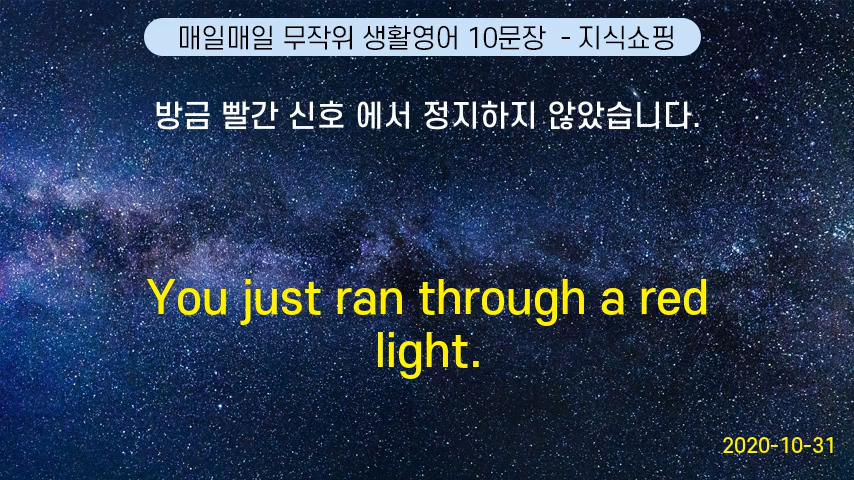 매일매일 무작위 생활영어 10문장 - 지식쇼핑
방금 빨간 신호 에서 정지하지 않았습니다.
You just ran through a red
light.
2020-10-31